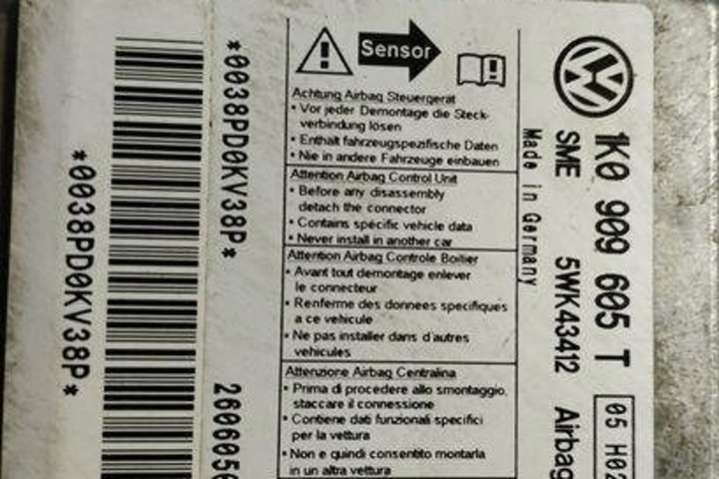 Sensor
Achtung Airbag Steuergerät
• Vor jeder Demontage die Steck-
verbindung lösen
• Enthält fahrzeugspezifische Daten
• Nie in andere Fahrzeuge einbauen
Attention Airbag Control Unit
• Before any disassembly
detach the connector
• Contains specific vehicle data
• Never install in another car
Attention Airbag Controle Boitier
• Avant tout demontage enlever
le connecteur
• Renferme des donnees specifiques
a ce vehicule
• Ne pas installer dans d'autres
vehicules
Attenzione Airbag Centralina
• Prima di procedere allo smontaggio,
staccare il connessione
• Contiene dati funzionali specifici
per la vettura
• Non e quindi consentito montarla
in un altra vettura
1K0 909 605 T
05 H02
SME 5WK43412 Airbag
Made in Germany
*0038PD0KV38P*
*0038PD0KV38P*